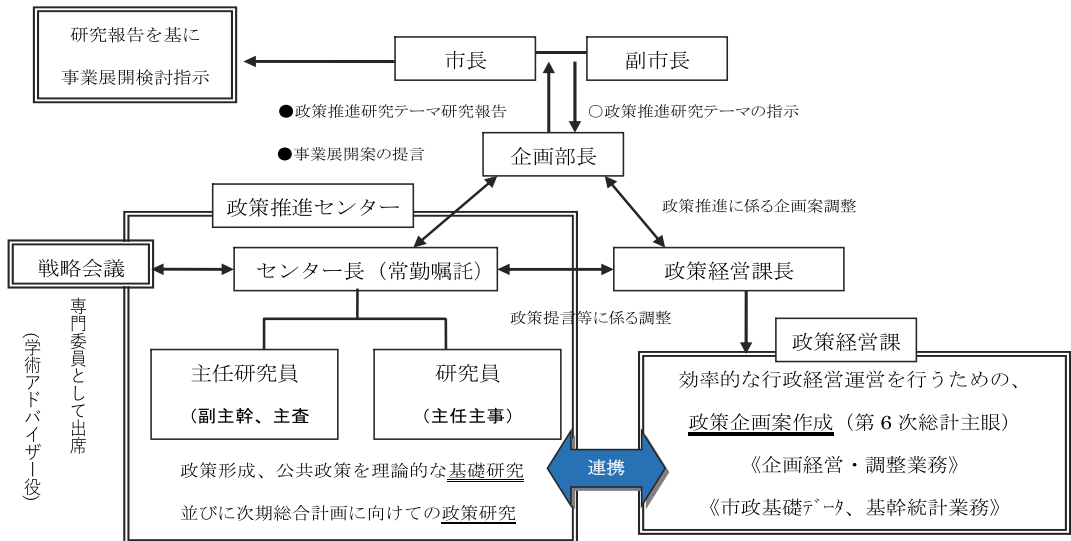 研究報告を基に
事業展開検討指示
市長
副市長
●政策推進研究テーマ研究報告
○政策推進研究テーマの指示
●事業展開案の提言
企画部長
政策推進センター
政策推進に係る企画案調整
戦略会議
センター長（常勤嘱託）
政策経営課長
専門委員として出席
（学術アドバイザー役）
政策提言等に係る調整
主任研究員
（副主幹、主査
研究員
（主任主事）
政策形成、公共政策を理論的な基礎研究
並びに次期総合計画に向けての政策研究
連携
政策経営課
効率的な行政経営運営を行うための、
政策企画案作成（第６次総計主眼）
《企画経営・調整業務》
《市政基礎ﾃﾞｰﾀ、基幹統計業務》